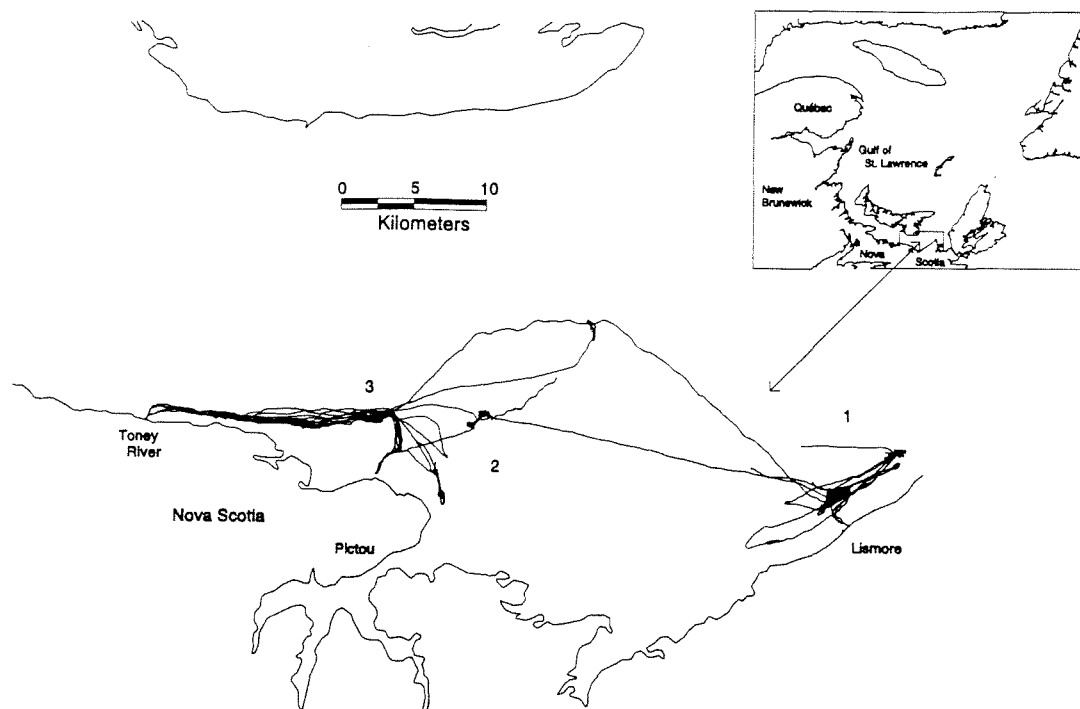 Québec
Gulf of
St. Lawrence
New
Brunswick
Nova
Scotia
0 5 10
Kilometers
3
1
Toney
River
2
Nova Scotia
Pictou
Lismore